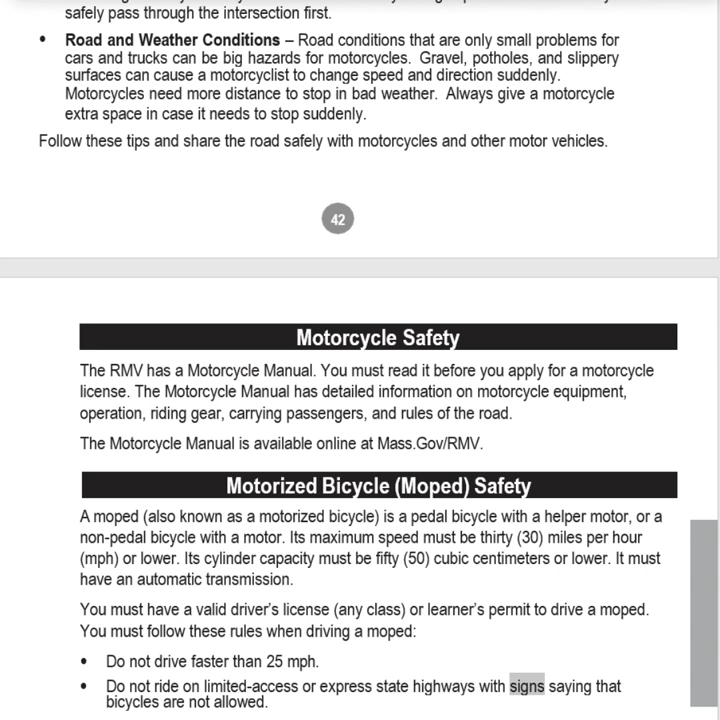 safely pass through the intersection first.
• Road and Weather Conditions – Road conditions that are only small problems for
cars and trucks can be big hazards for motorcycles. Gravel, potholes, and slippery
surfaces can cause a motorcyclist to change speed and direction suddenly.
Motorcycles need more distance to stop in bad weather. Always give a motorcycle
extra space in case it needs to stop suddenly.
Follow these tips and share the road safely with motorcycles and other motor vehicles.
42
Motorcycle Safety
The RMV has a Motorcycle Manual. You must read it before you apply for a motorcycle
license. The Motorcycle Manual has detailed information on motorcycle equipment,
operation, riding gear, carrying passengers, and rules of the road.
The Motorcycle Manual is available online at Mass.Gov/RMV.
Motorized Bicycle (Moped) Safety
A moped (also known as a motorized bicycle) is a pedal bicycle with a helper motor, or a
non-pedal bicycle with a motor. Its maximum speed must be thirty (30) miles per hour
(mph) or lower. Its cylinder capacity must be fifty (50) cubic centimeters or lower. It must
have an automatic transmission.
You must have a valid driver's license (any class) or learner's permit to drive a moped.
You must follow these rules when driving a moped:
• Do not drive faster than 25 mph.
• Do not ride on limited-access or express state highways with signs saying that
bicycles are not allowed.